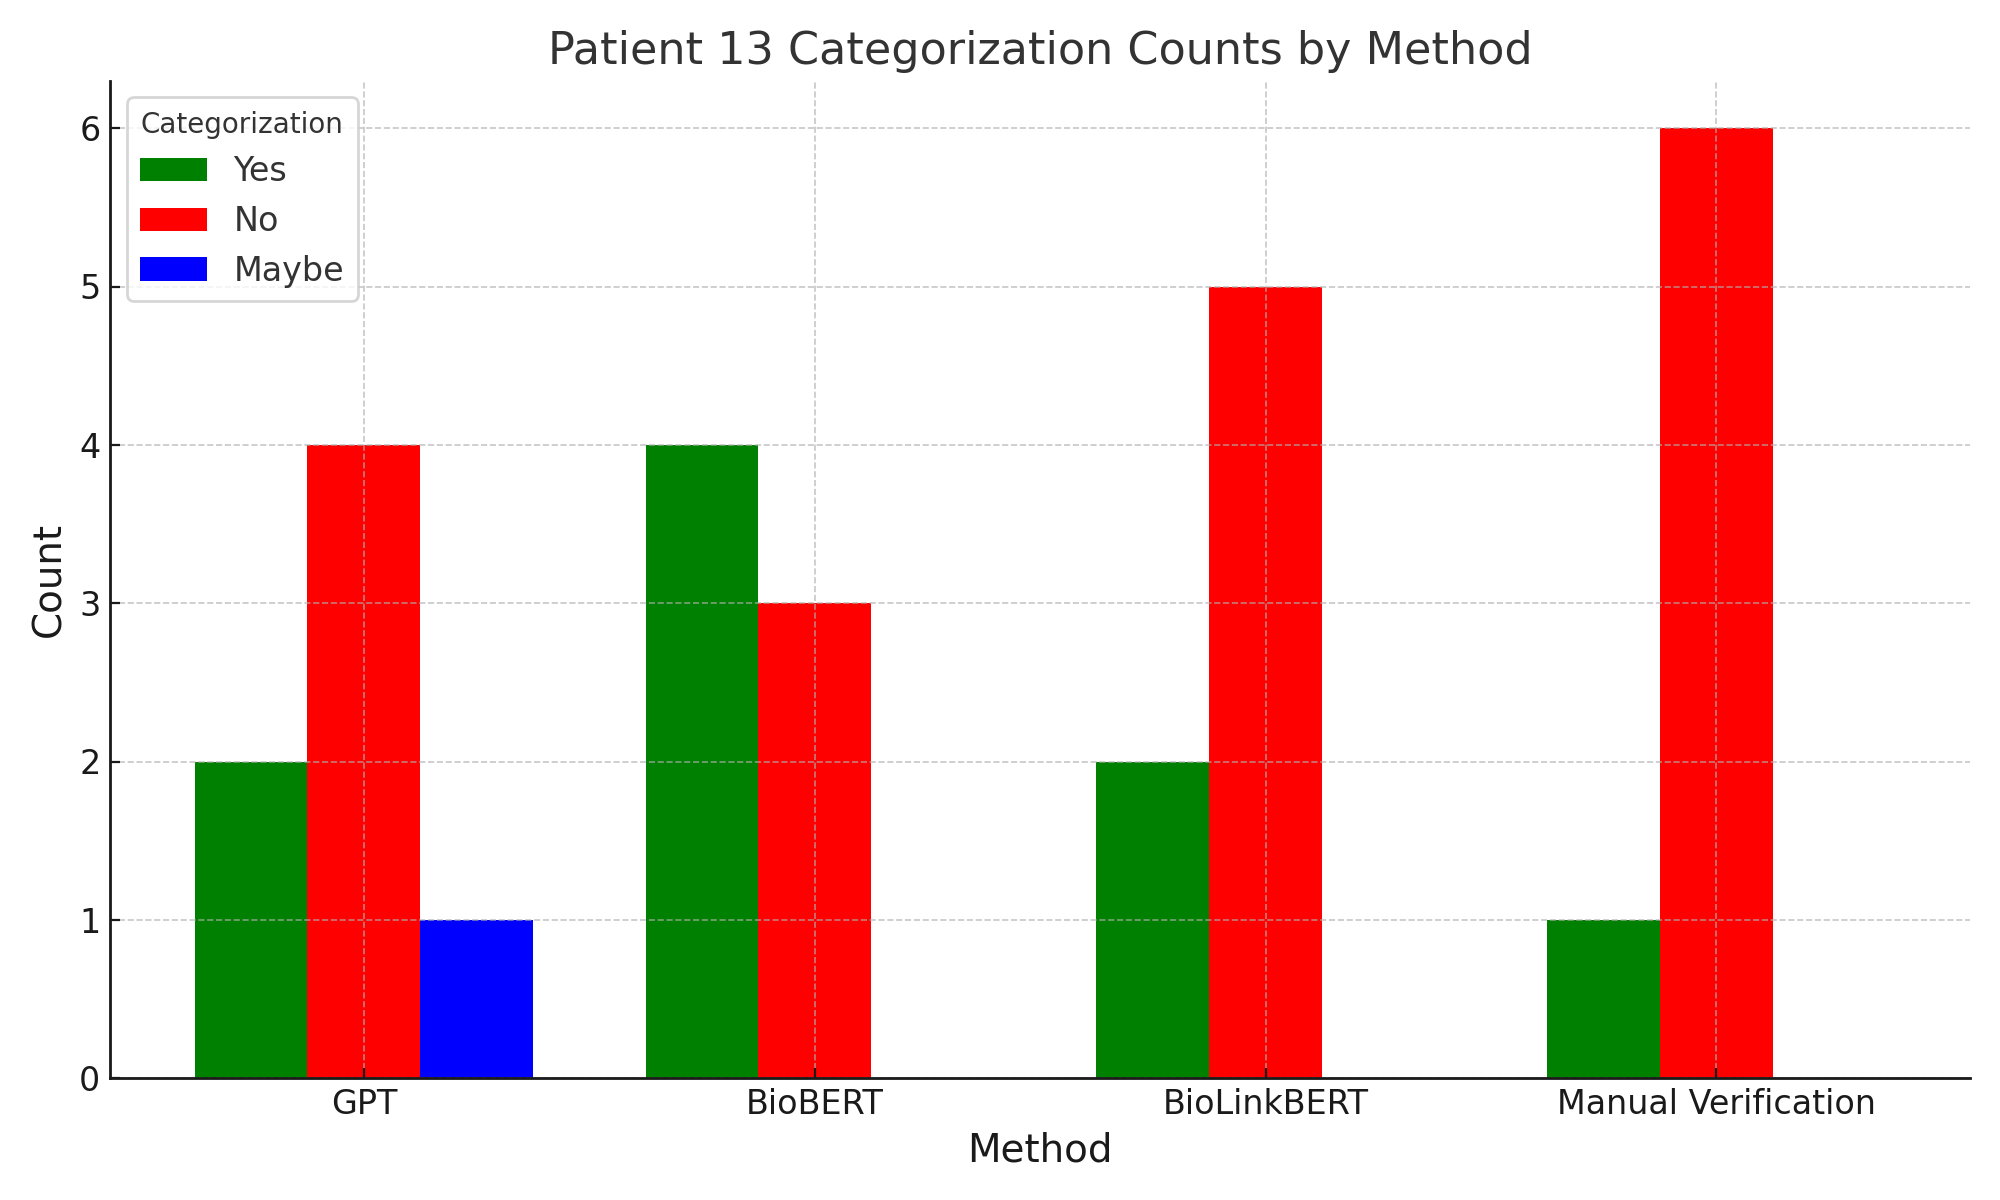 Patient 13 Categorization Counts by Method
Categorization
Yes
No
Maybe
Count
6
5
4
3
2
1
0
GPT
BioBERT
BioLinkBERT
Manual Verification
Method